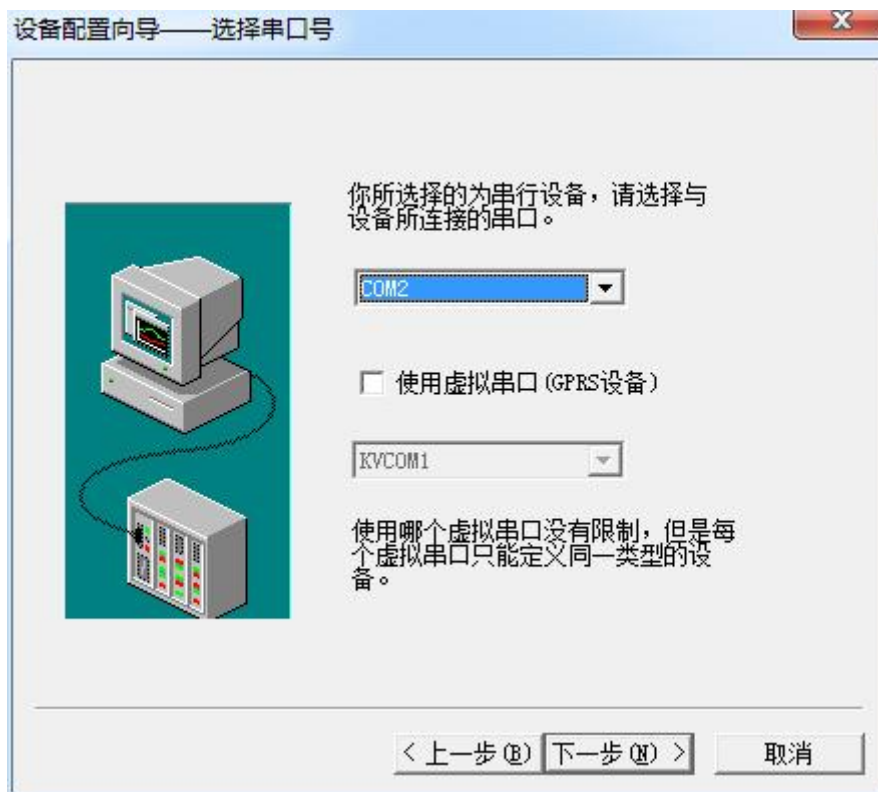 设备配置向导——选择串口号
你所选择的为串行设备，请选择与
设备所连接的串口。
COM2
使用虚拟串口(GPRS设备)
KVCOM1
使用哪个虚拟串口没有限制，但是每
个虚拟串口只能定义同一类型的设
备。
< 上一步(B) 下一步(N) > 取消